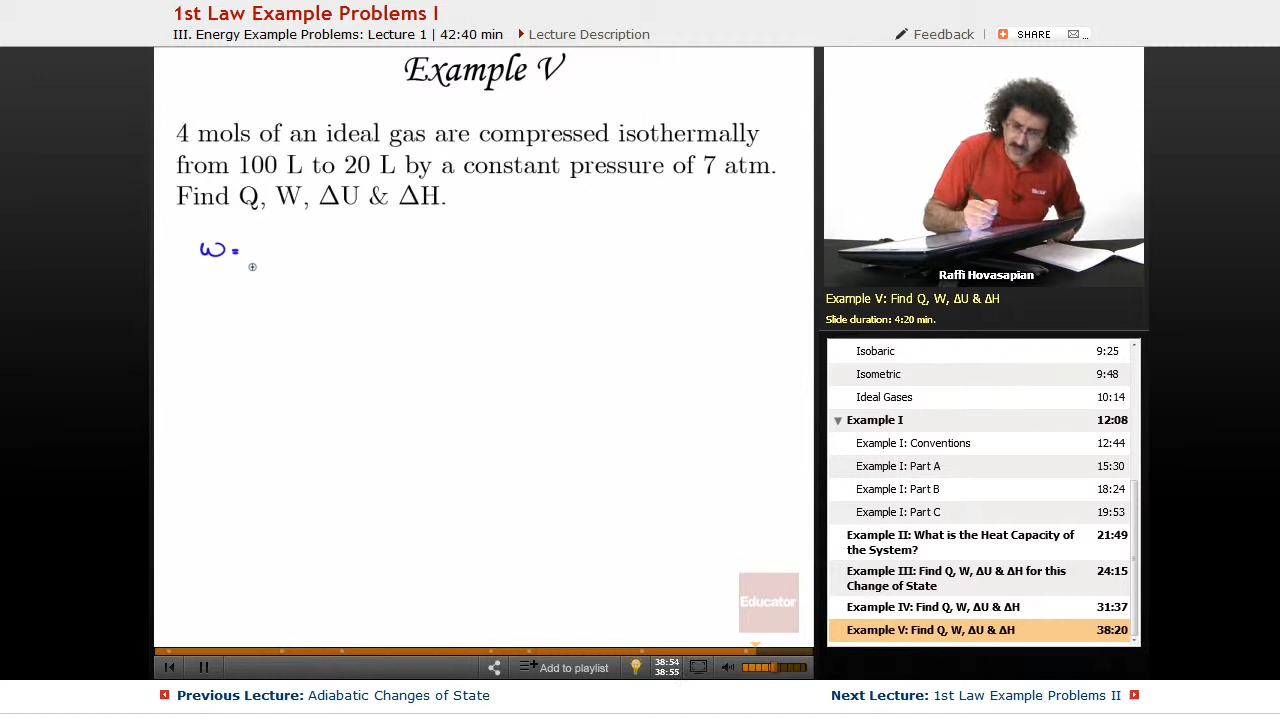 1st Law Example Problems I
III. Energy Example Problems: Lecture 1 | 42:40 min Lecture Description
Feedback | SHARE ...
Example V
4 mols of an ideal gas are compressed isothermally
from 100 L to 20 L by a constant pressure of 7 atm.
Find Q, W, ΔU & ΔH.
ω =
Educator
Raffi Hovasapian
Example V: Find Q, W, ΔU & ΔH
Slide duration: 4:20 min.
Isobaric 9:25
Isometric 9:48
Ideal Gases 10:14
Example I 12:08
Example I: Conventions 12:44
Example I: Part A 15:30
Example I: Part B 18:24
Example I: Part C 19:53
Example II: What is the Heat Capacity of 21:49
the System?
Example III: Find Q, W, ΔU & ΔH for this 24:15
Change of State
Example IV: Find Q, W, ΔU & ΔH 31:37
Example V: Find Q, W, ΔU & ΔH 38:20
Add to playlist
38:54
38:55
Previous Lecture: Adiabatic Changes of State
Next Lecture: 1st Law Example Problems II